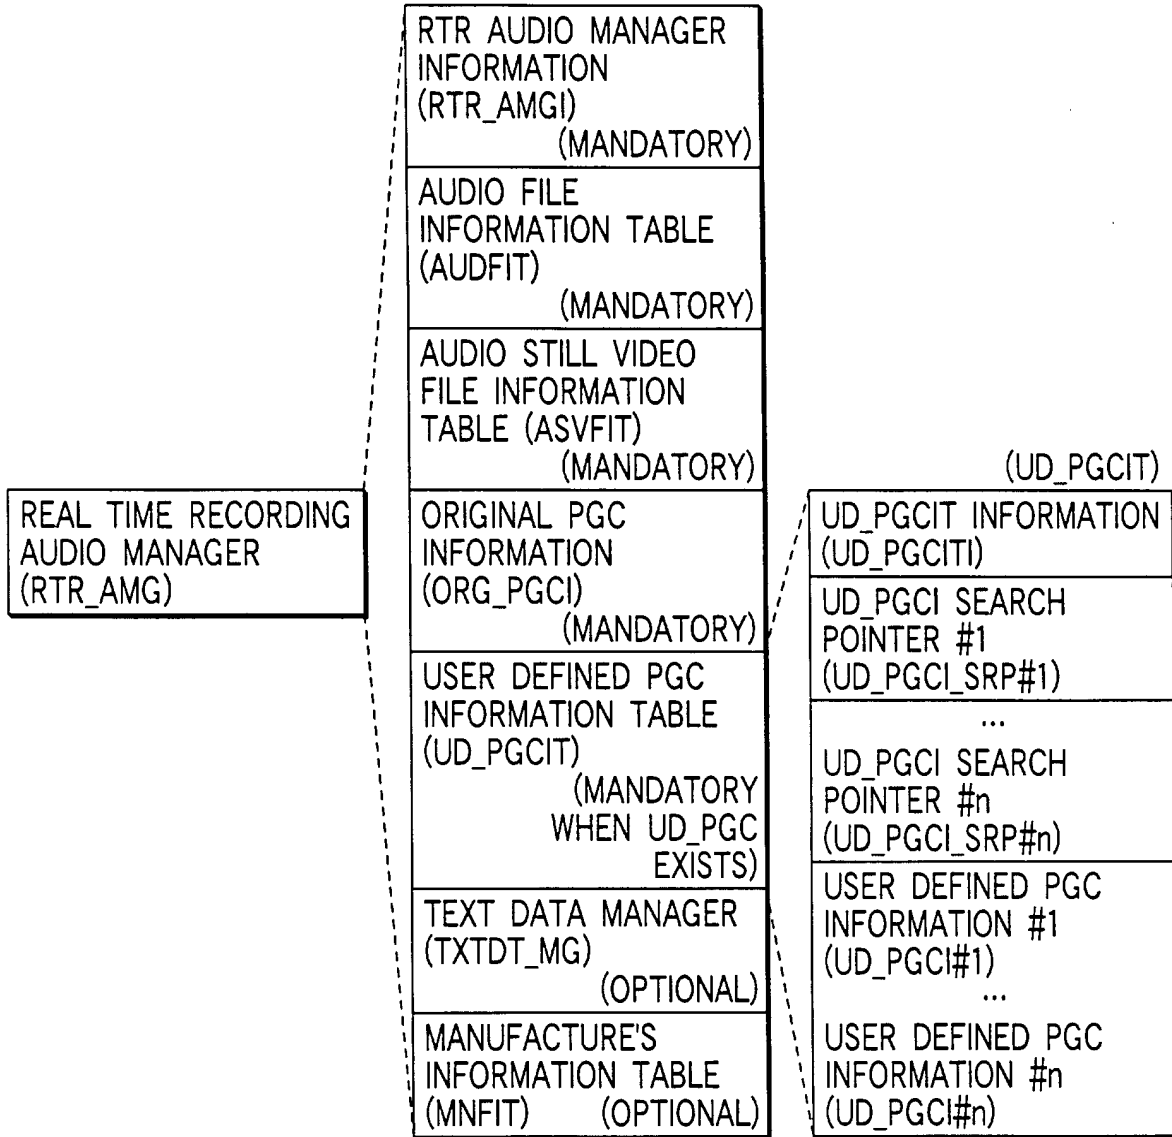 REAL TIME RECORDING
AUDIO MANAGER
(RTR_AMG)
RTR AUDIO MANAGER
INFORMATION
(RTR_AMGI)
(MANDATORY)
AUDIO FILE
INFORMATION TABLE
(AUDFIT)
(MANDATORY)
AUDIO STILL VIDEO
FILE INFORMATION
TABLE (ASVFIT)
(MANDATORY)
ORIGINAL PGC
INFORMATION
(ORG_PGCI)
(MANDATORY)
USER DEFINED PGC
INFORMATION TABLE
(UD_PGCIT)
(MANDATORY
WHEN UD_PGC
EXISTS)
TEXT DATA MANAGER
(TXTDT_MG)
(OPTIONAL)
MANUFACTURE'S
INFORMATION TABLE
(MNFIT) (OPTIONAL)
(UD_PGCIT)
UD_PGCIT INFORMATION
(UD_PGCITI)
UD_PGCI SEARCH
POINTER #1
(UD_PGCI_SRP#1)
...
UD_PGCI SEARCH
POINTER #n
(UD_PGCI_SRP#n)
USER DEFINED PGC
INFORMATION #1
(UD_PGCI#1)
...
USER DEFINED PGC
INFORMATION #n
(UD_PGCI#n)